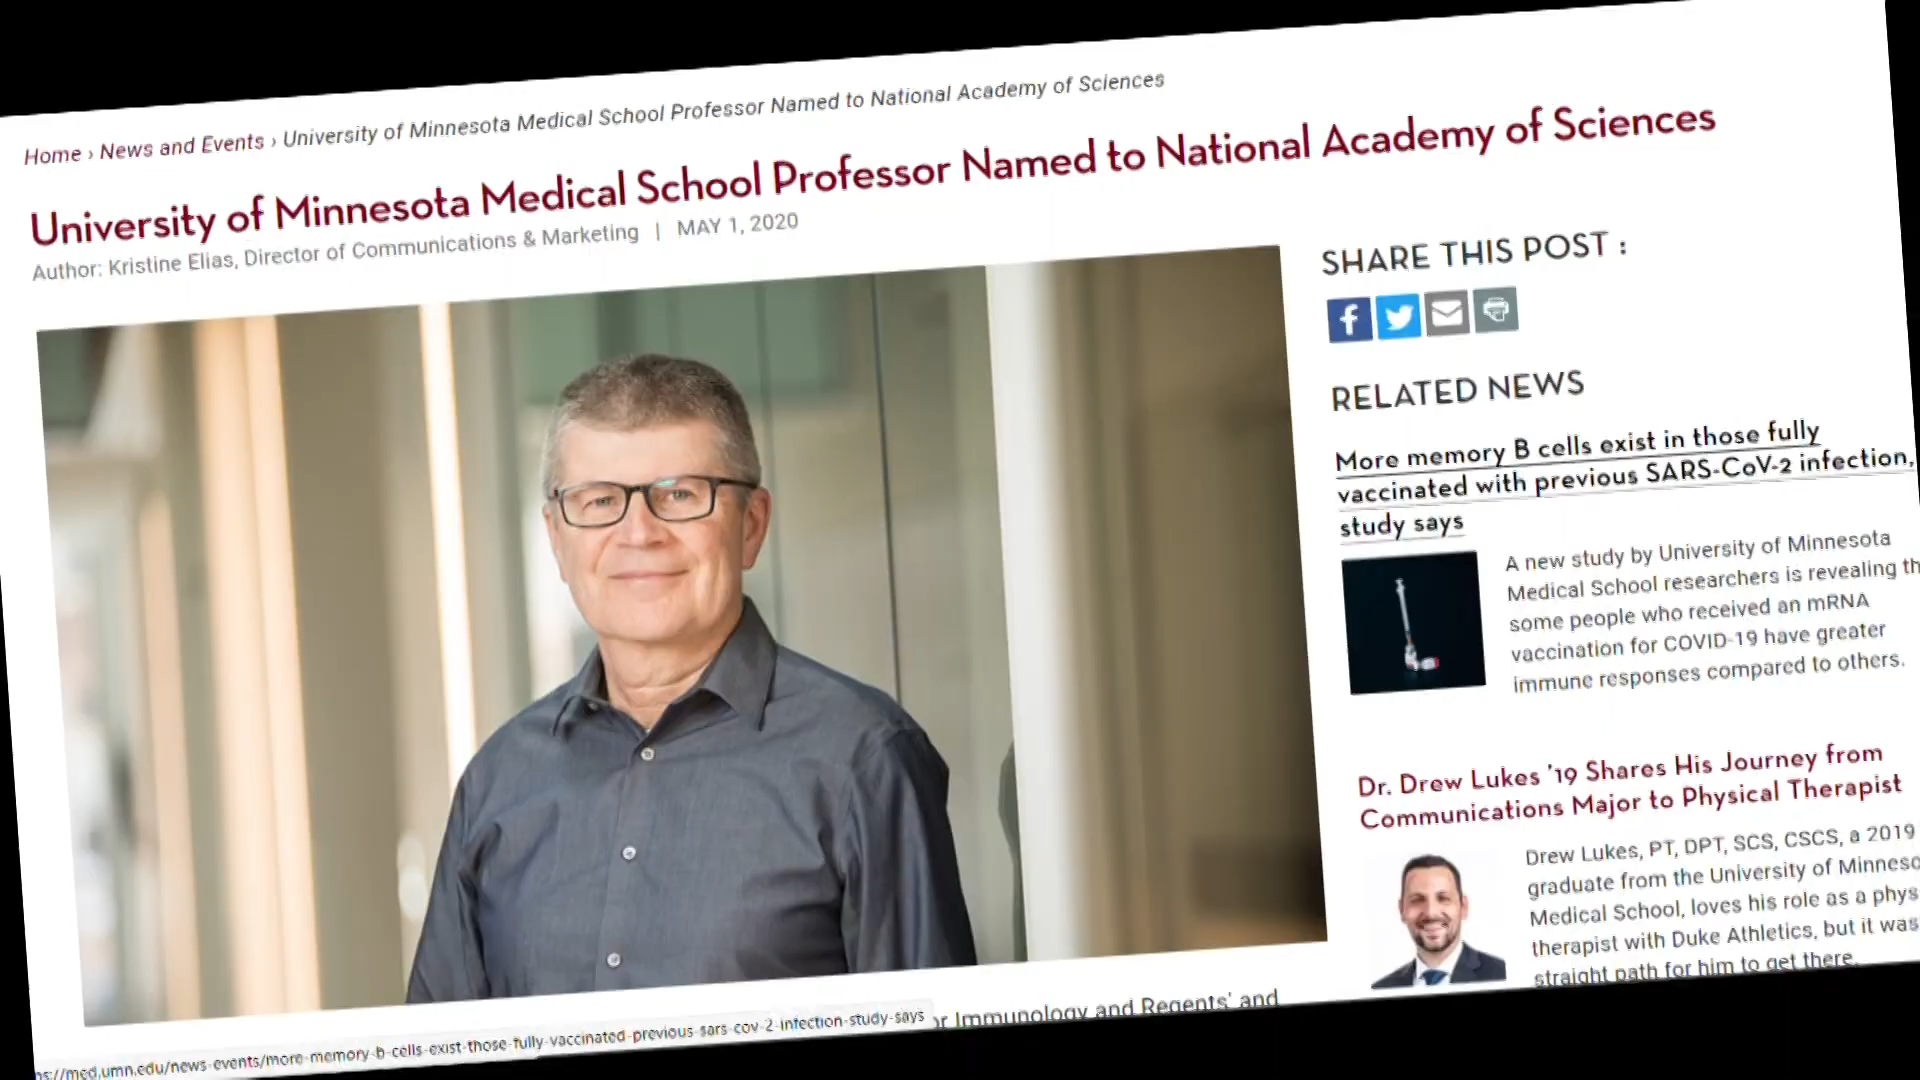 Home › News and Events › University of Minnesota Medical School Professor Named to National Academy of Sciences
University of Minnesota Medical School Professor Named to National Academy of Sciences
Author: Kristine Elias, Director of Communications & Marketing | MAY 1, 2020
SHARE THIS POST :
RELATED NEWS
More memory B cells exist in those fully
vaccinated with previous SARS-CoV-2 infection,
study says
A new study by University of Minnesota
Medical School researchers is revealing th
some people who received an mRNA
vaccination for COVID-19 have greater
immune responses compared to others.
Dr. Drew Lukes '19 Shares His Journey from
Communications Major to Physical Therapist
Drew Lukes, PT, DPT, SCS, CSCS, a 2019
graduate from the University of Minneso
Medical School, loves his role as a phys
therapist with Duke Athletics, but it was
straight path for him to get there.
or Immunology and Regents' and
ps://med.umn.edu/news-events/more-memory-b-cells-exist-those-fully-vaccinated-previous-sars-cov-2-infection-study-says